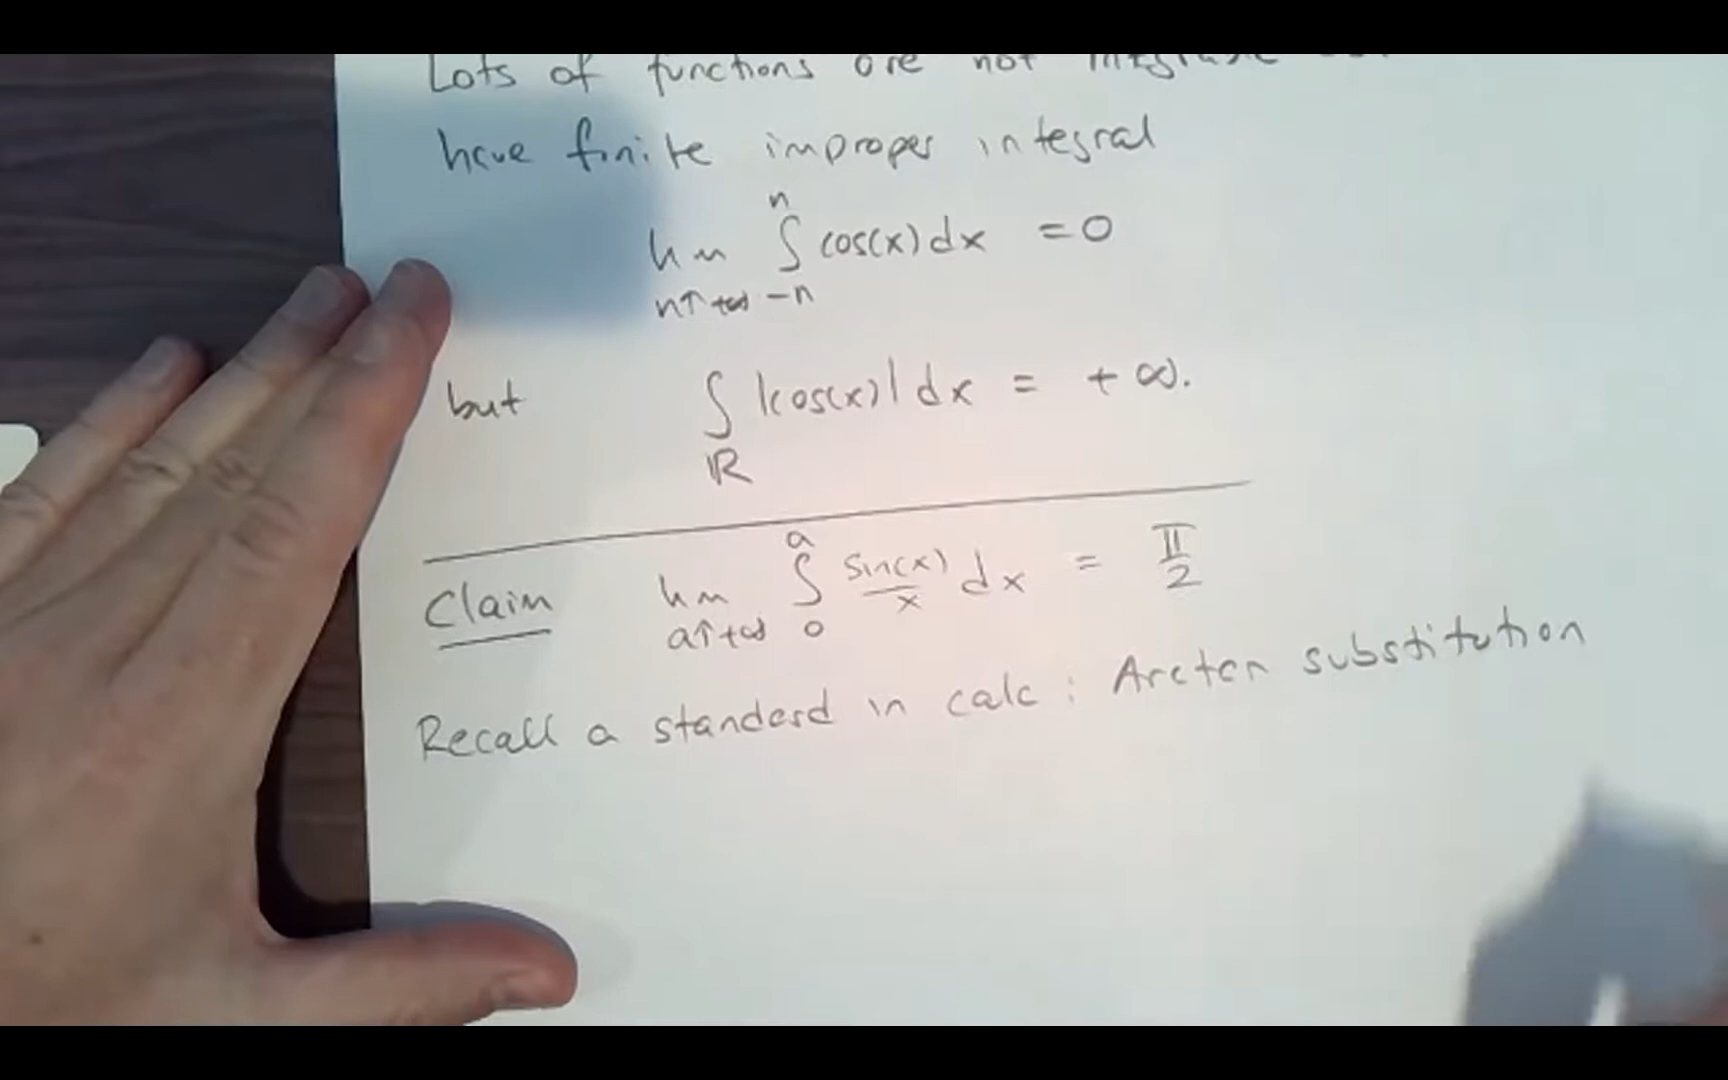 Lots of functions are not integrable
have finite improper integral
lim n↑+∞ ∫_{-n}^{n} cos(x) dx = 0
but ∫_ℝ |cos(x)| dx = +∞.
Claim lim a↑+∞ ∫_0^a sin(x)/x dx = π/2
Recall a standard in calc : Arctan substitution